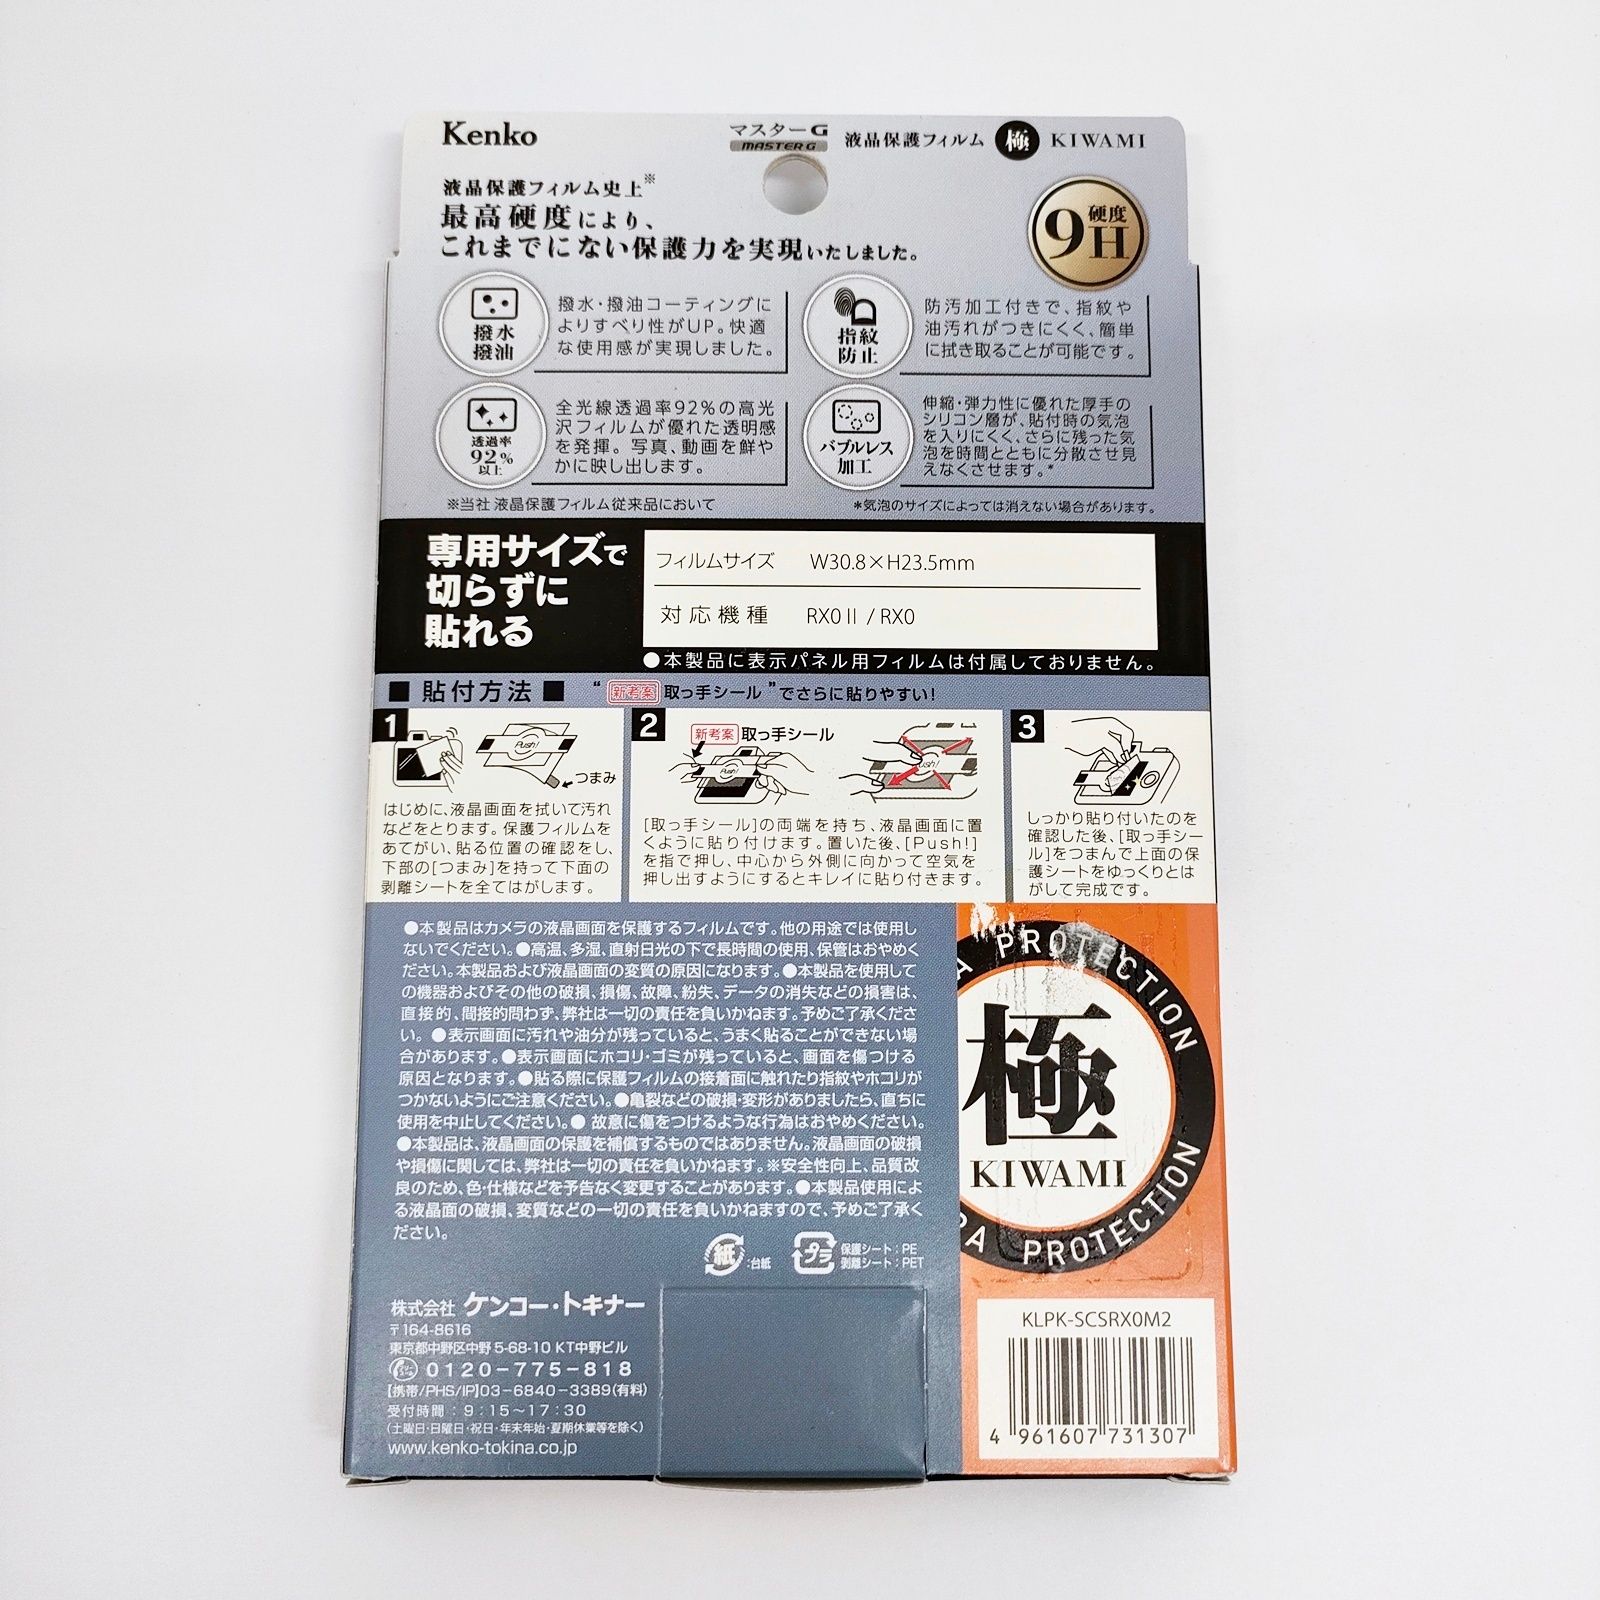 Kenko
マスターG
MASTER G
液晶保護フィルム 極 KIWAMI
液晶保護フィルム史上※
最高硬度により、
これまでにない保護力を実現いたしました。
硬度
9H
撥水
撥油
撥水・撥油コーティングに
よりすべり性がUP。快適
な使用感が実現しました。
指紋
防止
防汚加工付きで、指紋や
油汚れがつきにくく、簡単
に拭き取ることが可能です。
透過率
92%
以上
全光線透過率92%の高光
沢フィルムが優れた透明感
を発揮。写真、動画を鮮や
かに映し出します。
バブルレス
加工
伸縮・弾力性に優れた厚手の
シリコン層が、貼付時の気泡
を入りにくく、さらに残った気
泡を時間とともに分散させ見
えなくさせます。*
※当社 液晶保護フィルム従来品において
*気泡のサイズによっては消えない場合があります。
専用サイズで
切らずに
貼れる
フィルムサイズ W30.8×H23.5mm
対応機種 RX0 II / RX0
●本製品に表示パネル用フィルムは付属しておりません。
■ 貼付方法 ■ “新考案 取っ手シール”でさらに貼りやすい!
1
Push!
つまみ
はじめに、液晶画面を拭いて汚れ
などをとります。保護フィルムを
あてがい、貼る位置の確認をし、
下部の[つまみ]を持って下面の
剥離シートを全てはがします。
2
新考案 取っ手シール
Push!
[取っ手シール]の両端を持ち、液晶画面に置
くように貼り付けます。置いた後、[Push!]
を指で押し、中心から外側に向かって空気を
押し出すようにするとキレイに貼り付きます。
3
しっかり貼り付いたのを
確認した後、[取っ手シー
ル]をつまんで上面の保
護シートをゆっくりとは
がして完成です。
●本製品はカメラの液晶画面を保護するフィルムです。他の用途では使用し
ないでください。●高温、多湿、直射日光の下で長時間の使用、保管はおやめく
ださい。本製品および液晶画面の変質の原因になります。●本製品を使用して
の機器およびその他の破損、損傷、故障、紛失、データの消失などの損害は、
直接的、間接的問わず、弊社は一切の責任を負いかねます。予めご了承くださ
い。●表示画面に汚れや油分が残っていると、うまく貼ることができない場
合があります。●表示画面にホコリ・ゴミが残っていると、画面を傷つける
原因となります。●貼る際に保護フィルムの接着面に触れたり指紋やホコリが
つかないようにご注意ください。●亀裂などの破損・変形がありましたら、直ちに
使用を中止してください。● 故意に傷をつけるような行為はおやめください。
●本製品は、液晶画面の保護を補償するものではありません。液晶画面の破損
や損傷に関しては、弊社は一切の責任を負いかねます。※安全性向上、品質改
良のため、色・仕様などを予告なく変更することがあります。●本製品使用によ
る液晶面の破損、変質などの一切の責任を負いかねますので、予めご了承く
ださい。
紙 :台紙
プラ 保護シート:PE
剥離シート:PET
A PROTECTION
極
KIWAMI
RA PROTECTION
株式会社 ケンコー・トキナー
〒164-8616
東京都中野区中野 5-68-10 KT中野ビル
0120-775-818
[携帯/PHS/IP]03-6840-3389(有料)
受付時間:9:15〜17:30
(土曜日・日曜日・祝日・年末年始・夏期休業等を除く)
www.kenko-tokina.co.jp
KLPK-SCSRX0M2
4 961607 731307